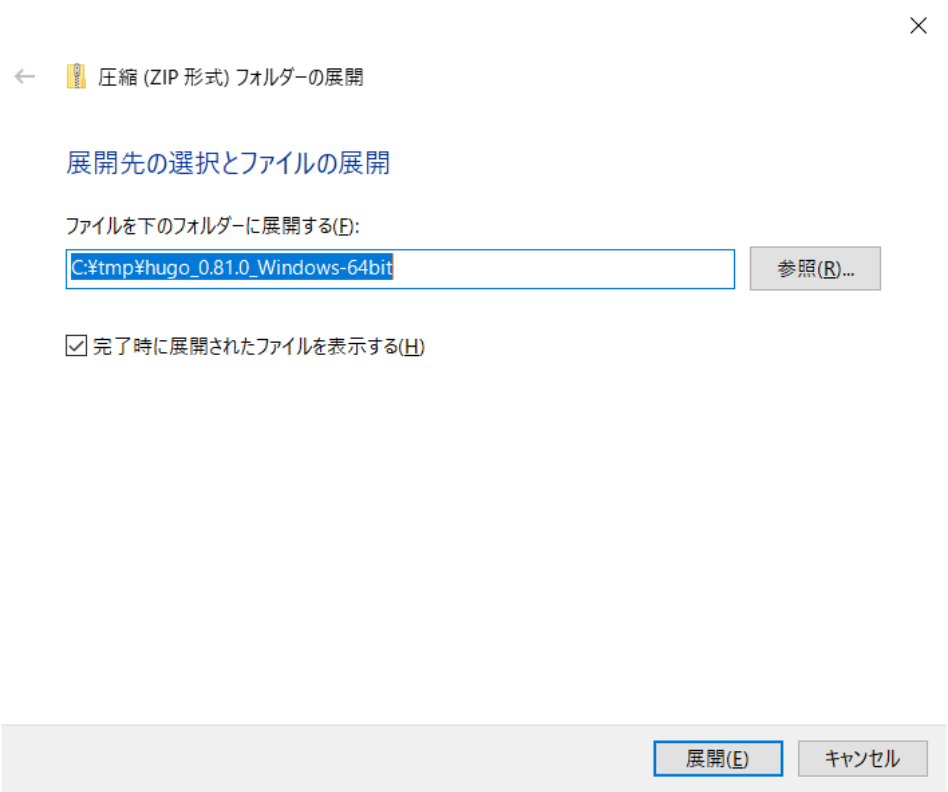 圧縮 (ZIP 形式) フォルダーの展開
展開先の選択とファイルの展開
ファイルを下のフォルダーに展開する(F):
C:¥tmp¥hugo_0.81.0_Windows-64bit
参照(R)...
完了時に展開されたファイルを表示する(H)
展開(E)
キャンセル